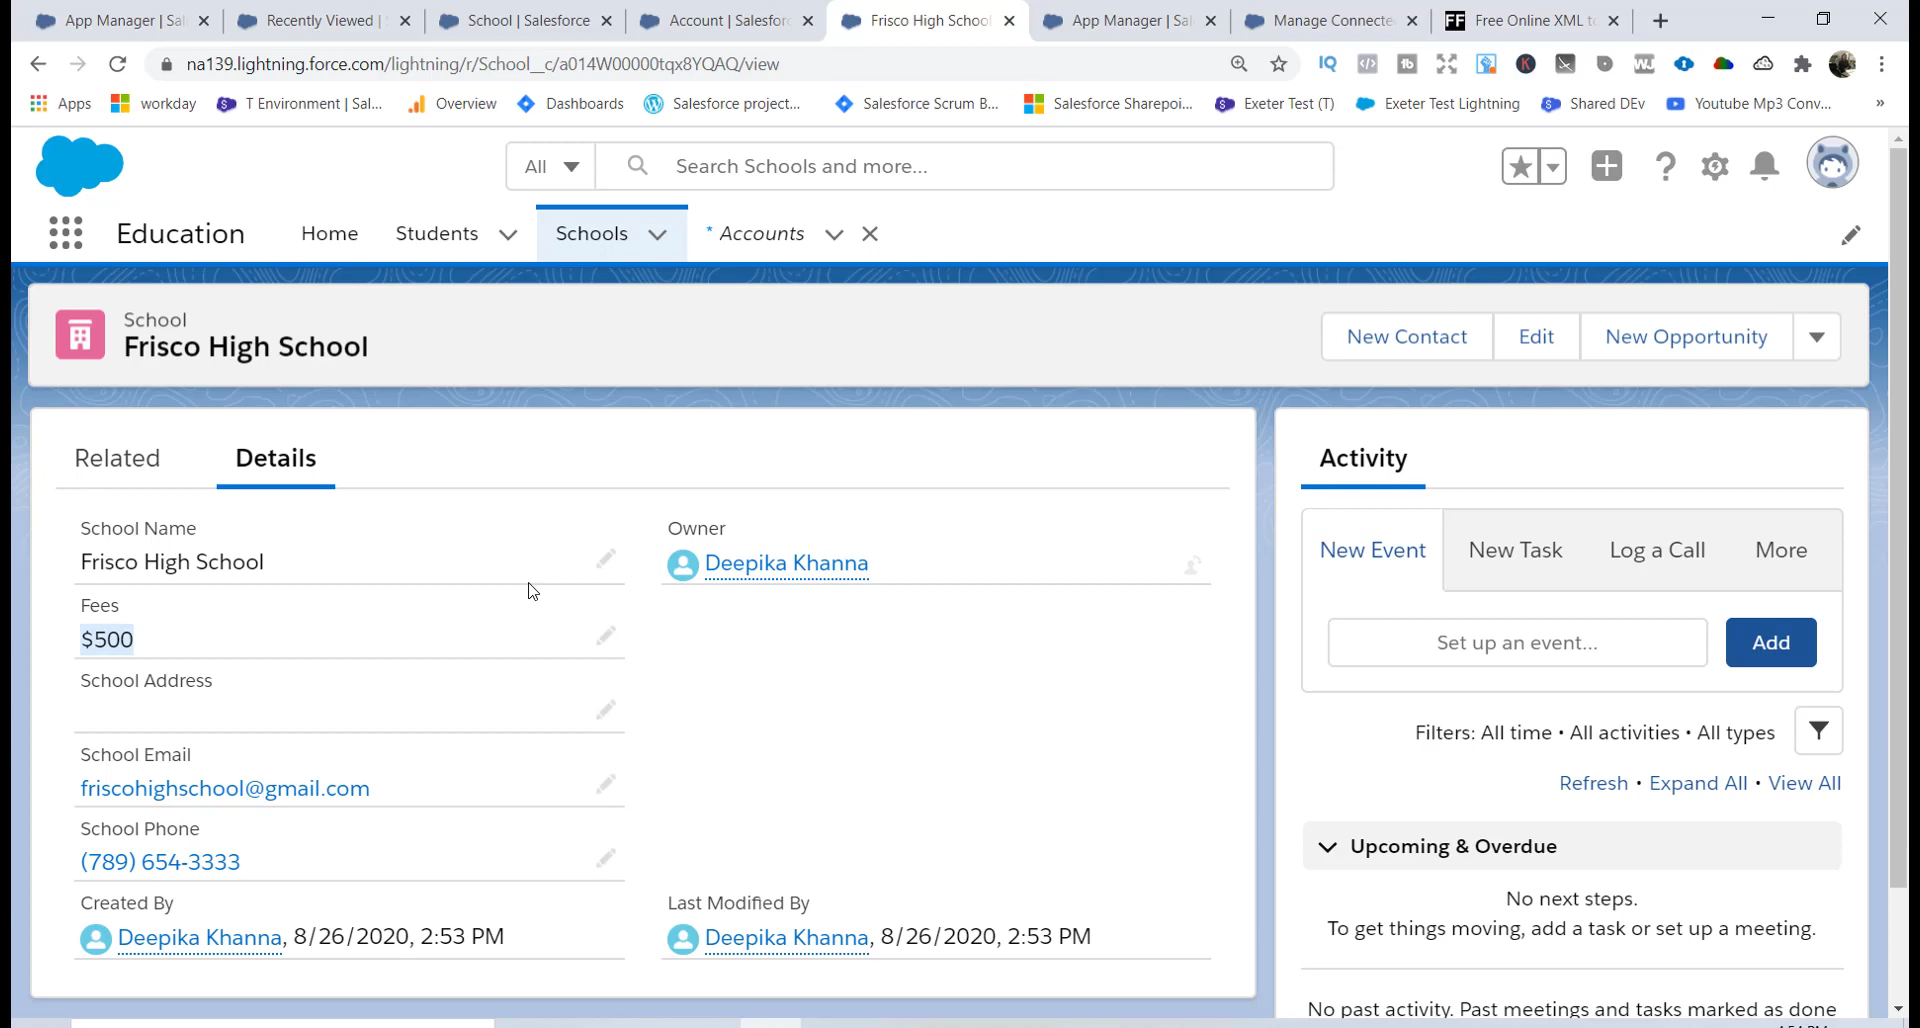 App Manager | Sal
Recently Viewed |
School | Salesforce
Account | Salesfor
Frisco High School
App Manager | Sal
Manage Connecte
FF Free Online XML t
na139.lightning.force.com/lightning/r/School__c/a014W00000tqx8YQAQ/view
IQ
Apps
workday
T Environment | Sal...
Overview
Dashboards
Salesforce project...
Salesforce Scrum B...
Salesforce Sharepoi...
Exeter Test (T)
Exeter Test Lightning
Shared DEv
Youtube Mp3 Conv...
»
All
Search Schools and more...
Education
Home
Students
Schools
* Accounts
School
Frisco High School
New Contact
Edit
New Opportunity
Related
Details
School Name
Frisco High School
Owner
Deepika Khanna
Fees
$500
School Address
School Email
friscohighschool@gmail.com
School Phone
(789) 654-3333
Created By
Deepika Khanna, 8/26/2020, 2:53 PM
Last Modified By
Deepika Khanna, 8/26/2020, 2:53 PM
Activity
New Event
New Task
Log a Call
More
Set up an event...
Add
Filters: All time • All activities • All types
Refresh • Expand All • View All
Upcoming & Overdue
No next steps.
To get things moving, add a task or set up a meeting.
No past activity. Past meetings and tasks marked as done